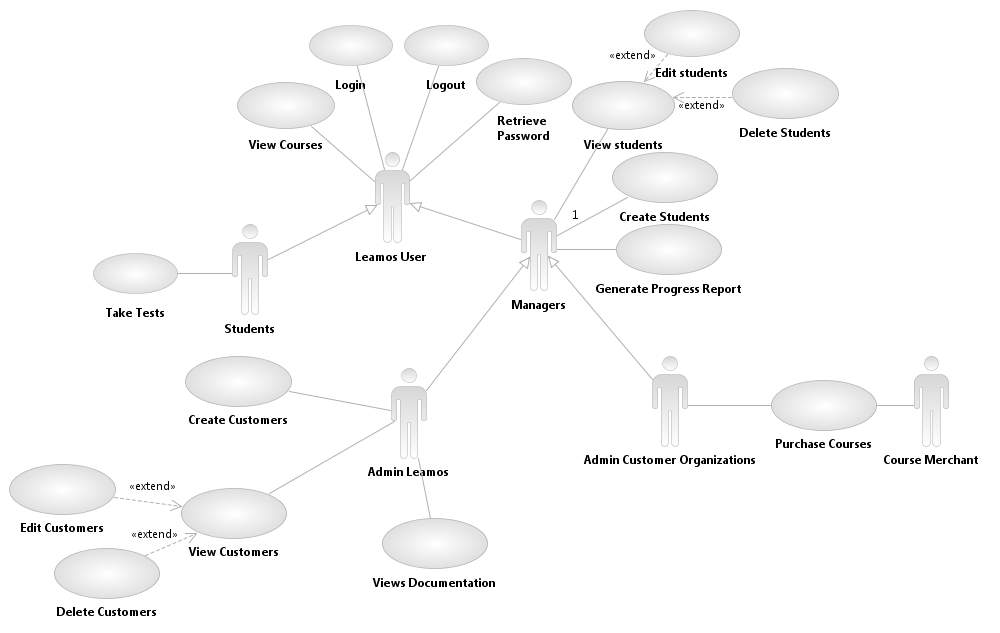 «extend»
Edit students
Login
Logout
«extend»
Retrieve
Password
Delete Students
View Courses
View students
1
Create Students
Leamos User
Generate Progress Report
Managers
Take Tests
Students
Create Customers
Purchase Courses
Admin Leamos
Admin Customer Organizations
Course Merchant
«extend»
Edit Customers
«extend»
View Customers
Views Documentation
Delete Customers